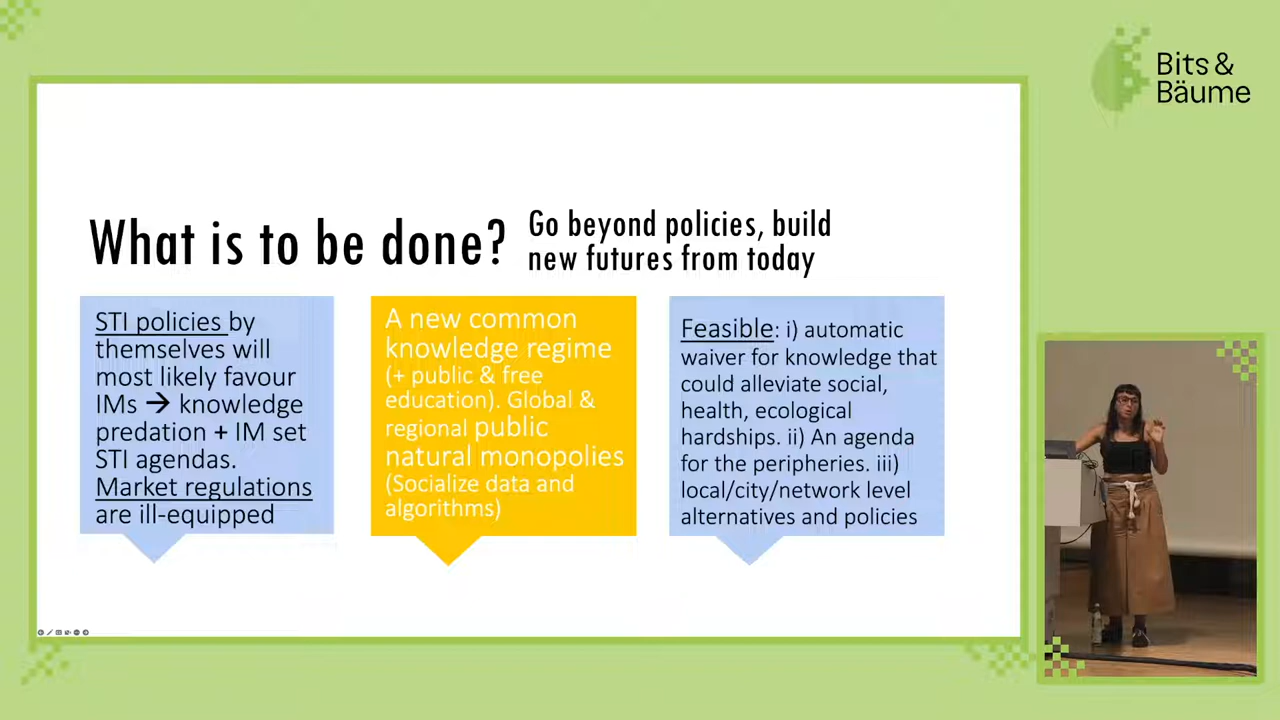 Bits &
Bäume
What is to be done?
Go beyond policies, build
new futures from today
STI policies by
themselves will
most likely favour
IMs → knowledge
predation + IM set
STI agendas.
Market regulations
are ill-equipped
A new common
knowledge regime
(+ public & free
education). Global &
regional public
natural monopolies
(Socialize data and
algorithms)
Feasible: i) automatic
waiver for knowledge that
could alleviate social,
health, ecological
hardships. ii) An agenda
for the peripheries. iii)
local/city/network level
alternatives and policies